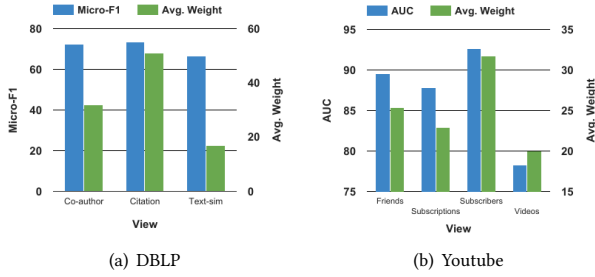 Micro-F1 Avg. Weight
80 60
60 40
40 20
20 0
0
Micro-F1
Avg. Weight
Co-author Citation Text-sim
View
(a) DBLP
AUC Avg. Weight
95 35
90 30
85 25
80 20
75 15
AUC
Avg. Weight
Friends Subscriptions Subscribers Videos
View
(b) Youtube